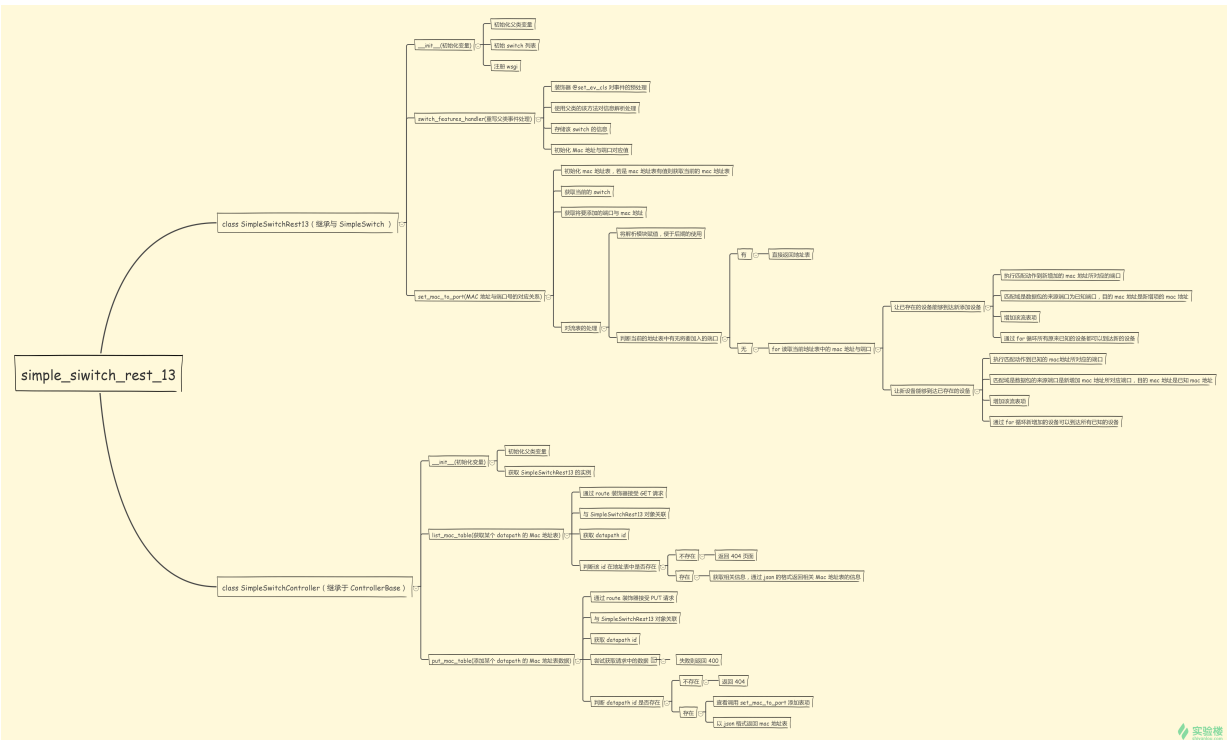 simple_siwitch_rest_13
class SimpleSwitchRest13 ( 继承与 SimpleSwitch )
__init__(初始化变量)
初始化父类变量
初始 switch 列表
注册 wsgi
switch_features_handler(重写父类事件处理)
装饰器 @set_ev_cls 对事件的预处理
使用父类的该方法对信息解析处理
存储该 switch 的信息
初始化 Mac 地址与端口对应值
set_mac_to_port(MAC 地址与端口号的对应关系)
初始化 mac 地址表，若是 mac 地址表有值则获取当前的 mac 地址表
获取当前的 switch
获取将要添加的端口与 mac 地址
对流表的处理
将解析模块赋值，便于后期的使用
判断当前的地址表中有无将要加入的端口
有
直接返回地址表
无
for 读取当前地址表中的 mac 地址与端口
让已存在的设备能够到达新添加设备
执行匹配动作到新增加的 mac 地址所对应的端口
匹配域是数据包的来源端口为已知端口，目的 mac 地址是新增项的 mac 地址
增加该流表项
通过 for 循环所有原来已知的设备都可以到达新的设备
让新设备能够到达已存在的设备
执行匹配动作到已知的 mac地址所对应的端口
匹配域是数据包的来源端口是新增加 mac 地址所对应端口，目的 mac 地址是已知 mac 地址
增加该流表项
通过 for 循环新增加的设备可以到达所有已知的设备
class SimpleSwitchController ( 继承于 ControllerBase )
__init__(初始化变量)
初始化父类变量
获取 SimpleSwitchRest13 的实例
list_mac_table(获取某个 datapath 的 Mac 地址表)
通过 route 装饰器接受 GET 请求
与 SimpleSwitchRest13 对象关联
获取 datapath id
判断该 id 在地址表中是否存在
不存在
返回 404 页面
存在
获取相关信息，通过 json 的格式返回相关 Mac 地址表的信息
put_mac_table(添加某个 datapath 的 Mac 地址表数据)
通过 route 装饰器接受 PUT 请求
与 SimpleSwitchRest13 对象关联
获取 datapath id
尝试获取请求中的数据
失败则返回 400
判断 datapath id 是否存在
不存在
返回 404
存在
直接调用 set_mac_to_port 添加表项
以 json 格式返回 mac 地址表
实验楼
shiyanlou.com